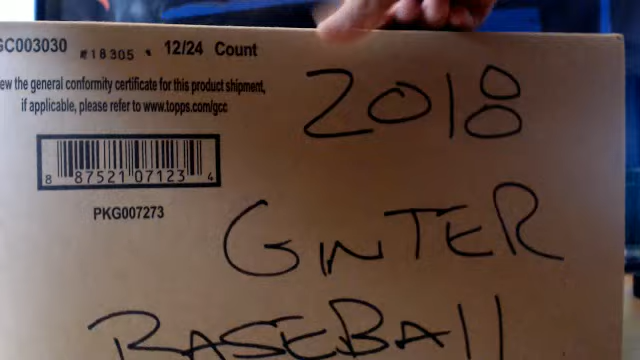 GC003030 #18305 12/24 Count
ew the general conformity certificate for this product shipment,
if applicable, please refer to www.topps.com/gcc
8 87521 07123 4
PKG007273
2018
GINTER
BASEBALL